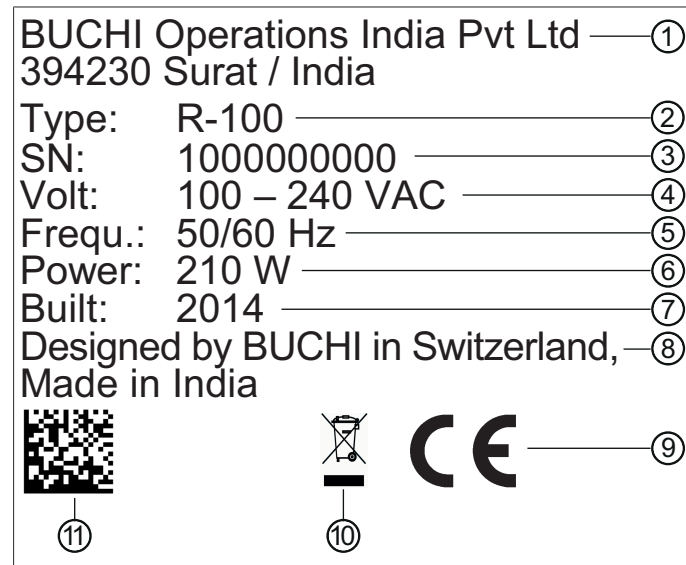 BUCHI Operations India Pvt Ltd ①
394230 Surat / India
Type: R-100 ②
SN: 1000000000 ③
Volt: 100 – 240 VAC ④
Frequ.: 50/60 Hz ⑤
Power: 210 W ⑥
Built: 2014 ⑦
Designed by BUCHI in Switzerland, ⑧
Made in India
CE ⑨
⑪ ⑩